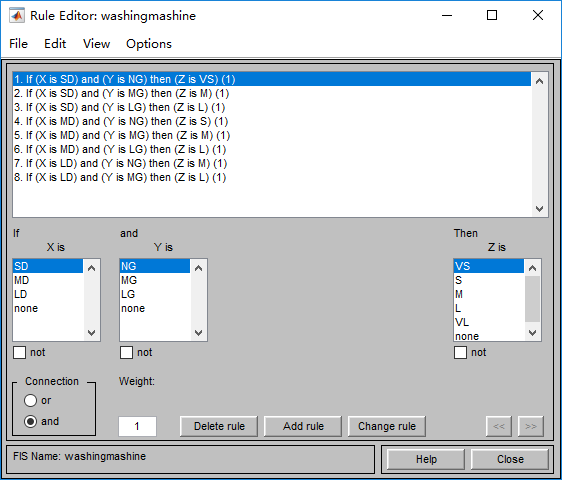 Rule Editor: washingmashine
File Edit View Options
1. If (X is SD) and (Y is NG) then (Z is VS) (1)
2. If (X is SD) and (Y is MG) then (Z is M) (1)
3. If (X is SD) and (Y is LG) then (Z is L) (1)
4. If (X is MD) and (Y is NG) then (Z is S) (1)
5. If (X is MD) and (Y is MG) then (Z is M) (1)
6. If (X is MD) and (Y is LG) then (Z is L) (1)
7. If (X is LD) and (Y is NG) then (Z is M) (1)
8. If (X is LD) and (Y is MG) then (Z is L) (1)
If and Then
X is Y is Z is
SD NG VS
MD MG S
LD LG M
none none L
VL
none
not not not
Connection Weight:
or
and 1 Delete rule Add rule Change rule << >>
FIS Name: washingmashine Help Close